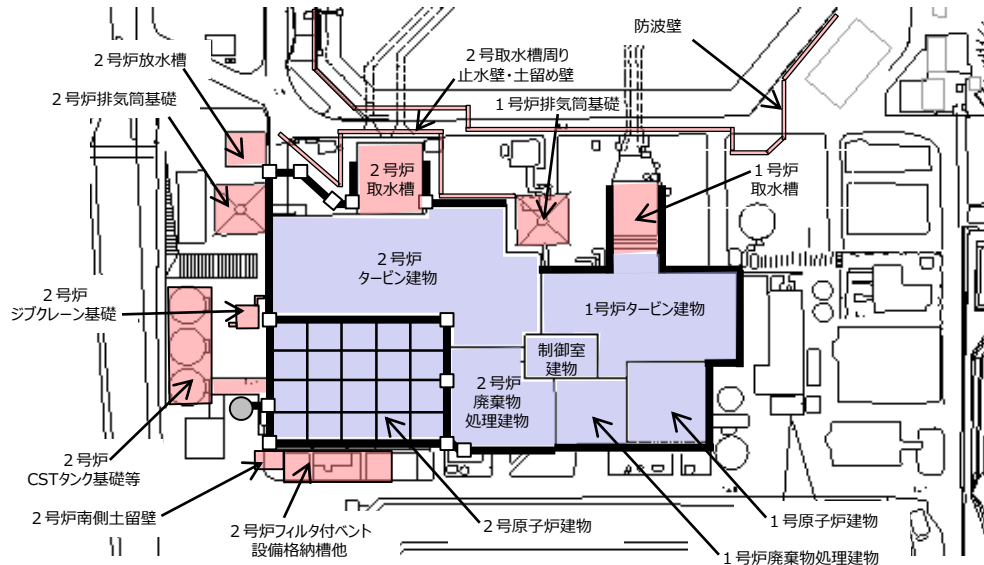 ２号炉放水槽
２号取水槽周り
止水壁・土留め壁
防波壁
２号炉排気筒基礎
１号炉排気筒基礎
２号炉
取水槽
１号炉
取水槽
２号炉
タービン建物
２号炉
ジブクレーン基礎
1号炉タービン建物
制御室
建物
２号炉
廃棄物
処理建物
２号炉
CSTタンク基礎等
２号炉南側土留壁
２号炉フィルタ付ベント
設備格納槽他
２号原子炉建物
１号原子炉建物
１号炉廃棄物処理建物